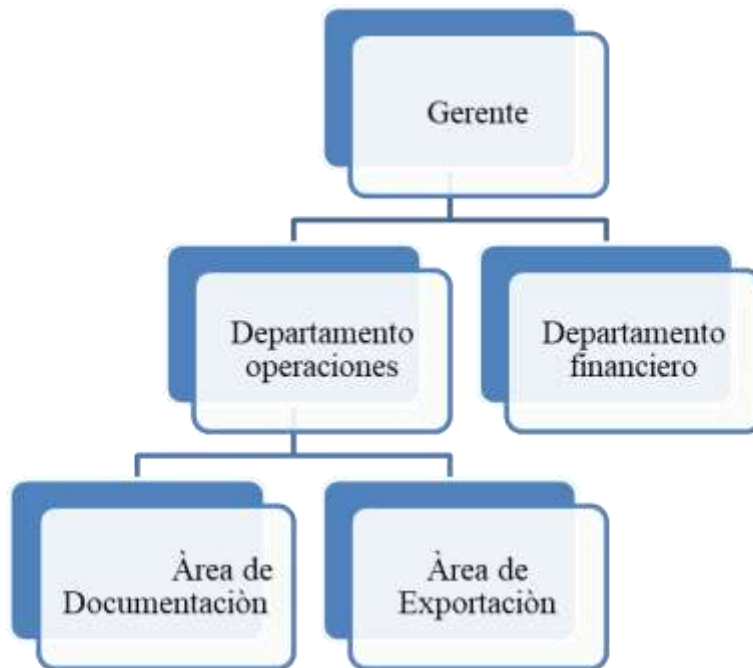 Gerente
Departamento
operaciones
Departamento
financiero
Àrea de
Documentaciòn
Àrea de
Exportaciòn